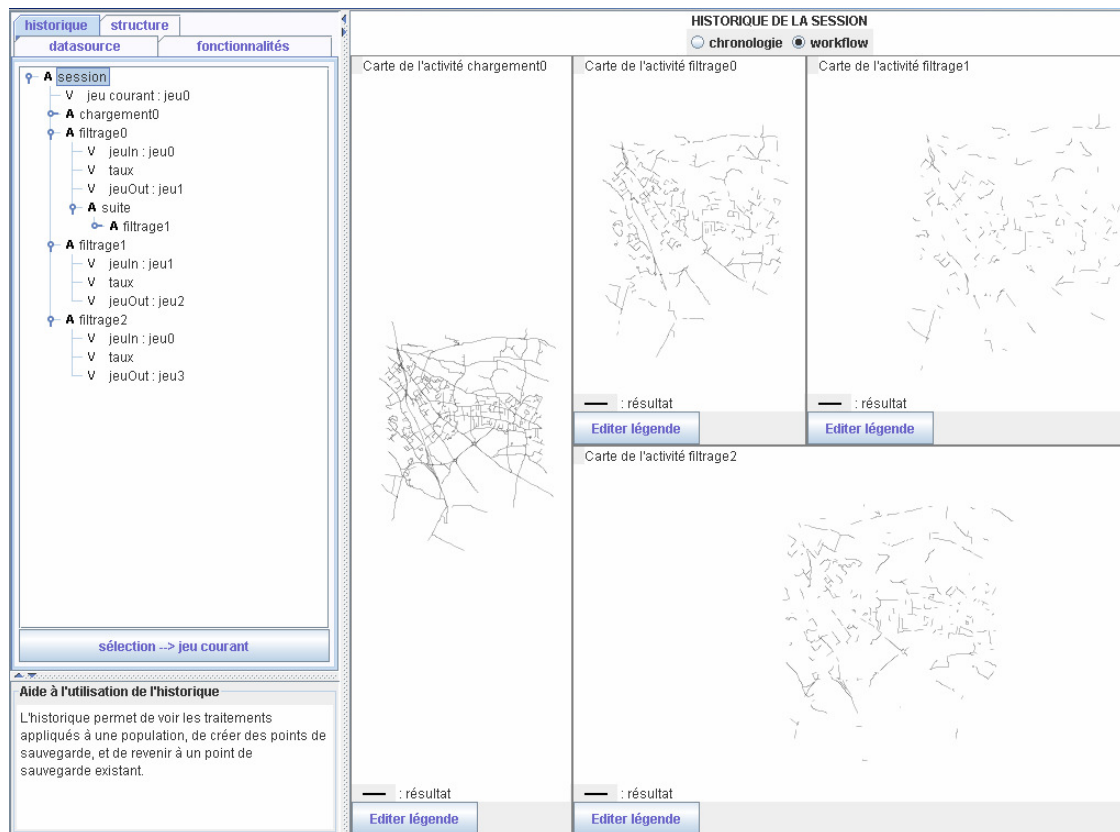 historique structure
datasource fonctionnalités
A session
V jeu courant : jeu0
A chargement0
A filtrage0
V jeuIn : jeu0
V taux
V jeuOut : jeu1
A suite
A filtrage1
A filtrage1
V jeuIn : jeu1
V taux
V jeuOut : jeu2
A filtrage2
V jeuIn : jeu0
V taux
V jeuOut : jeu3
sélection --> jeu courant
Aide à l'utilisation de l'historique
L'historique permet de voir les traitements
appliqués à une population, de créer des points de
sauvegarde, et de revenir à un point de
sauvegarde existant.
HISTORIQUE DE LA SESSION
chronologie workflow
Carte de l'activité chargement0
: résultat
Editer légende
Carte de l'activité filtrage0
: résultat
Editer légende
Carte de l'activité filtrage1
: résultat
Editer légende
Carte de l'activité filtrage2
: résultat
Editer légende